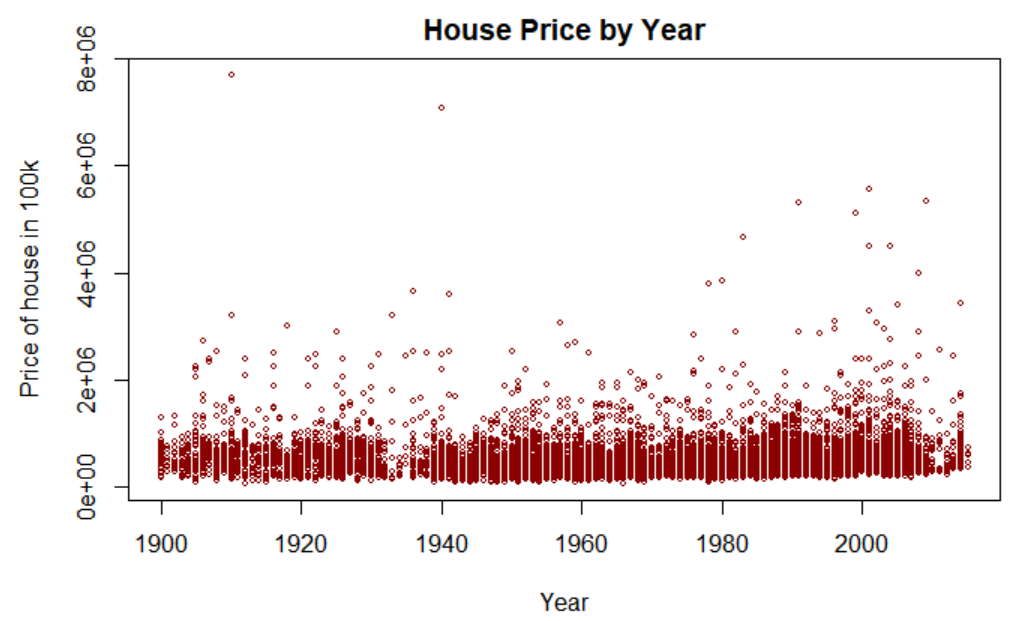 House Price by Year
Price of house in 100k
8e+06
6e+06
4e+06
2e+06
0e+00
1900 1920 1940 1960 1980 2000
Year